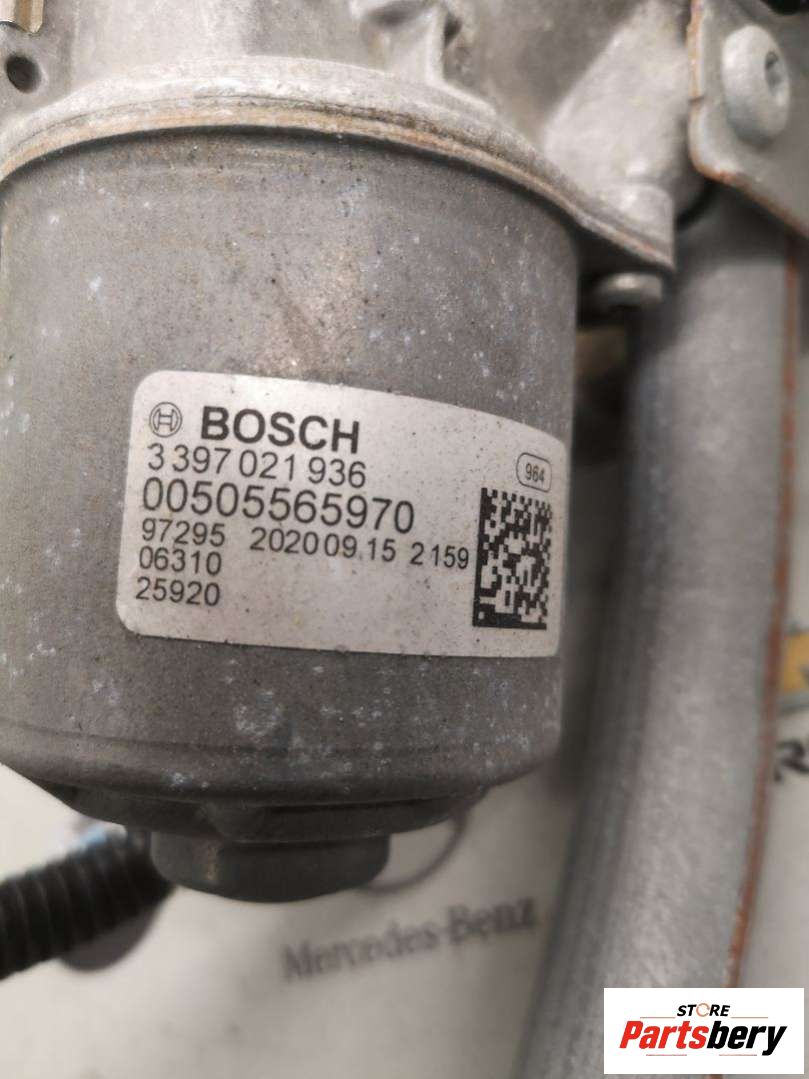 BOSCH
3 397 021 936
964
00505565970
97295 2020 09.15 2159
06310
25920
Mercedes-Benz
STORE
Partsbery